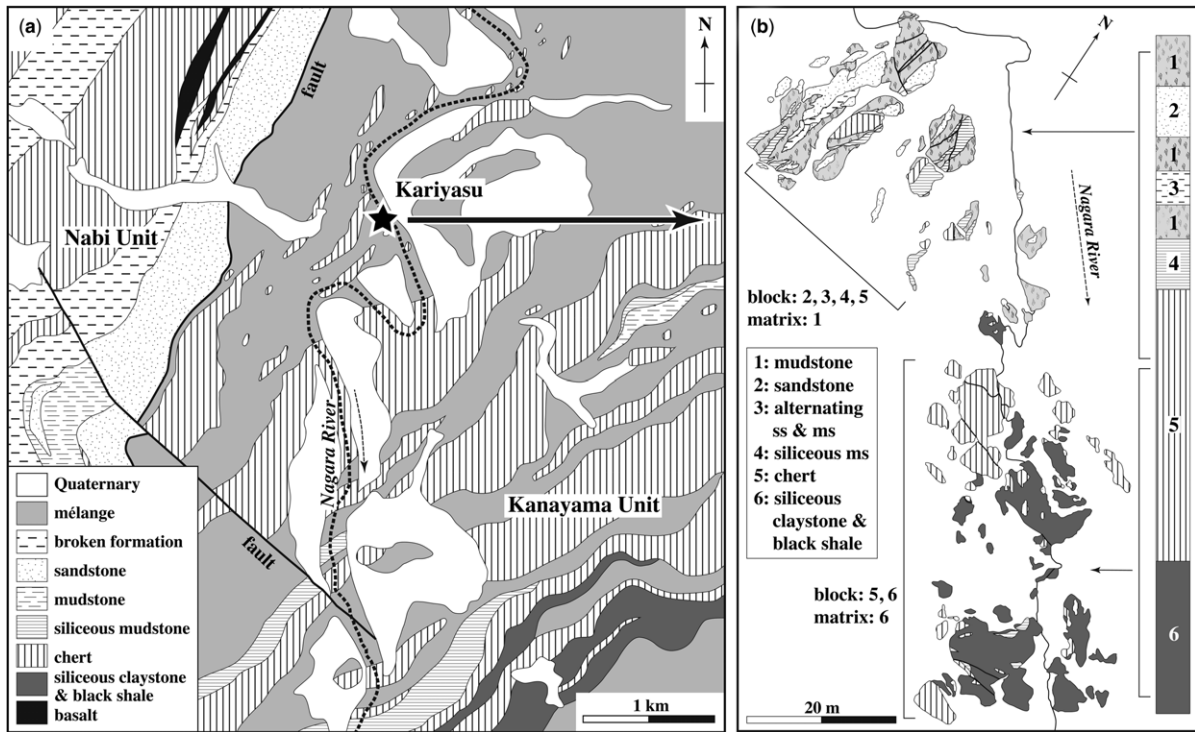 (a)
N
fault
Kariyasu
Nabi Unit
Nagara River
Kanayama Unit
fault
Quaternary
mélange
broken formation
sandstone
mudstone
siliceous mudstone
chert
siliceous claystone
& black shale
basalt
1 km
(b)
N
Nagara River
block: 2, 3, 4, 5
matrix: 1
1: mudstone
2: sandstone
3: alternating
ss & ms
4: siliceous ms
5: chert
6: siliceous
claystone &
black shale
block: 5, 6
matrix: 6
20 m
1
2
1
3
1
4
5
6